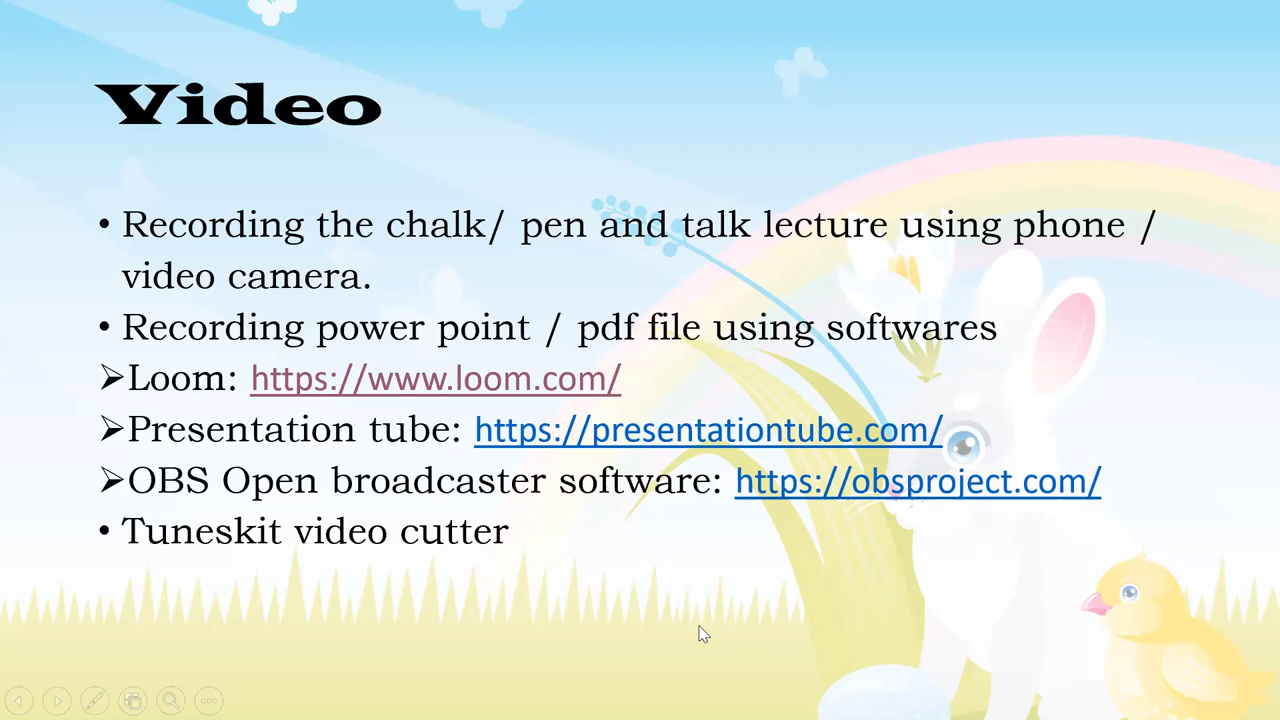 Video
• Recording the chalk/ pen and talk lecture using phone /
video camera.
• Recording power point / pdf file using softwares
➢Loom: https://www.loom.com/
➢Presentation tube: https://presentationtube.com/
➢OBS Open broadcaster software: https://obsproject.com/
• Tuneskit video cutter